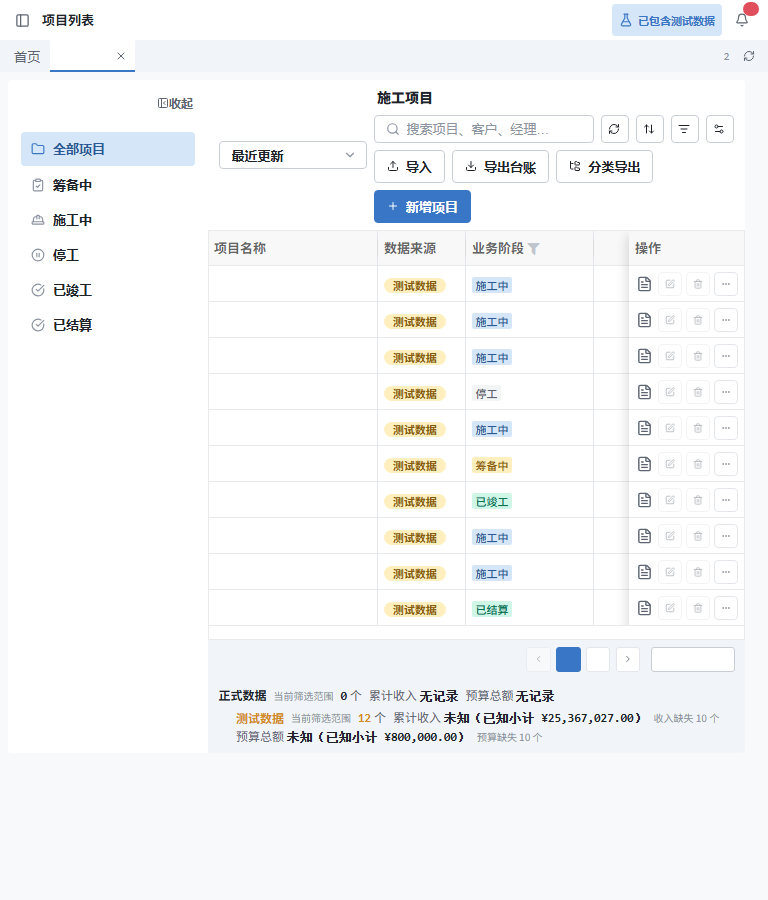 项目列表
已包含测试数据
首页
2
收起
全部项目
筹备中
施工中
停工
已竣工
已结算
施工项目
搜索项目、客户、经理...
最近更新
导入
导出台账
分类导出
新增项目
项目名称 数据来源 业务阶段 操作
测试数据 施工中
测试数据 施工中
测试数据 施工中
测试数据 停工
测试数据 施工中
测试数据 筹备中
测试数据 已竣工
测试数据 施工中
测试数据 施工中
测试数据 已结算
正式数据 当前筛选范围 0 个 累计收入 无记录 预算总额 无记录
测试数据 当前筛选范围 12 个 累计收入 未知（已知小计 ¥25,367,027.00） 收入缺失 10 个
预算总额 未知（已知小计 ¥800,000.00） 预算缺失 10 个